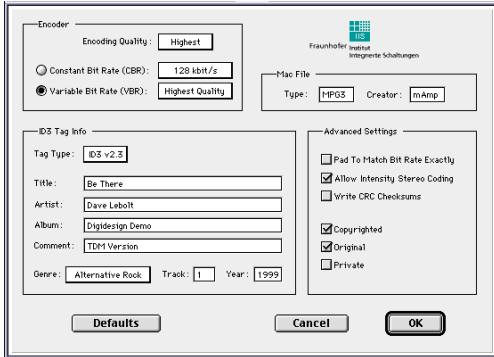 Encoder
Encoding Quality: Highest
Constant Bit Rate (CBR): 128 kbit/s
Variable Bit Rate (VBR): Highest Quality
IIS
Fraunhofer Institut
Integrierte Schaltungen
Mac File
Type: MPG3 Creator: mAmp
ID3 Tag Info
Tag Type: ID3 v2.3
Title: Be There
Artist: Dave Lebolt
Album: Digidesign Demo
Comment: TDM Version
Genre: Alternative Rock Track: 1 Year: 1999
Advanced Settings
Pad To Match Bit Rate Exactly
Allow Intensity Stereo Coding
Write CRC Checksums
Copyrighted
Original
Private
Defaults
Cancel
OK